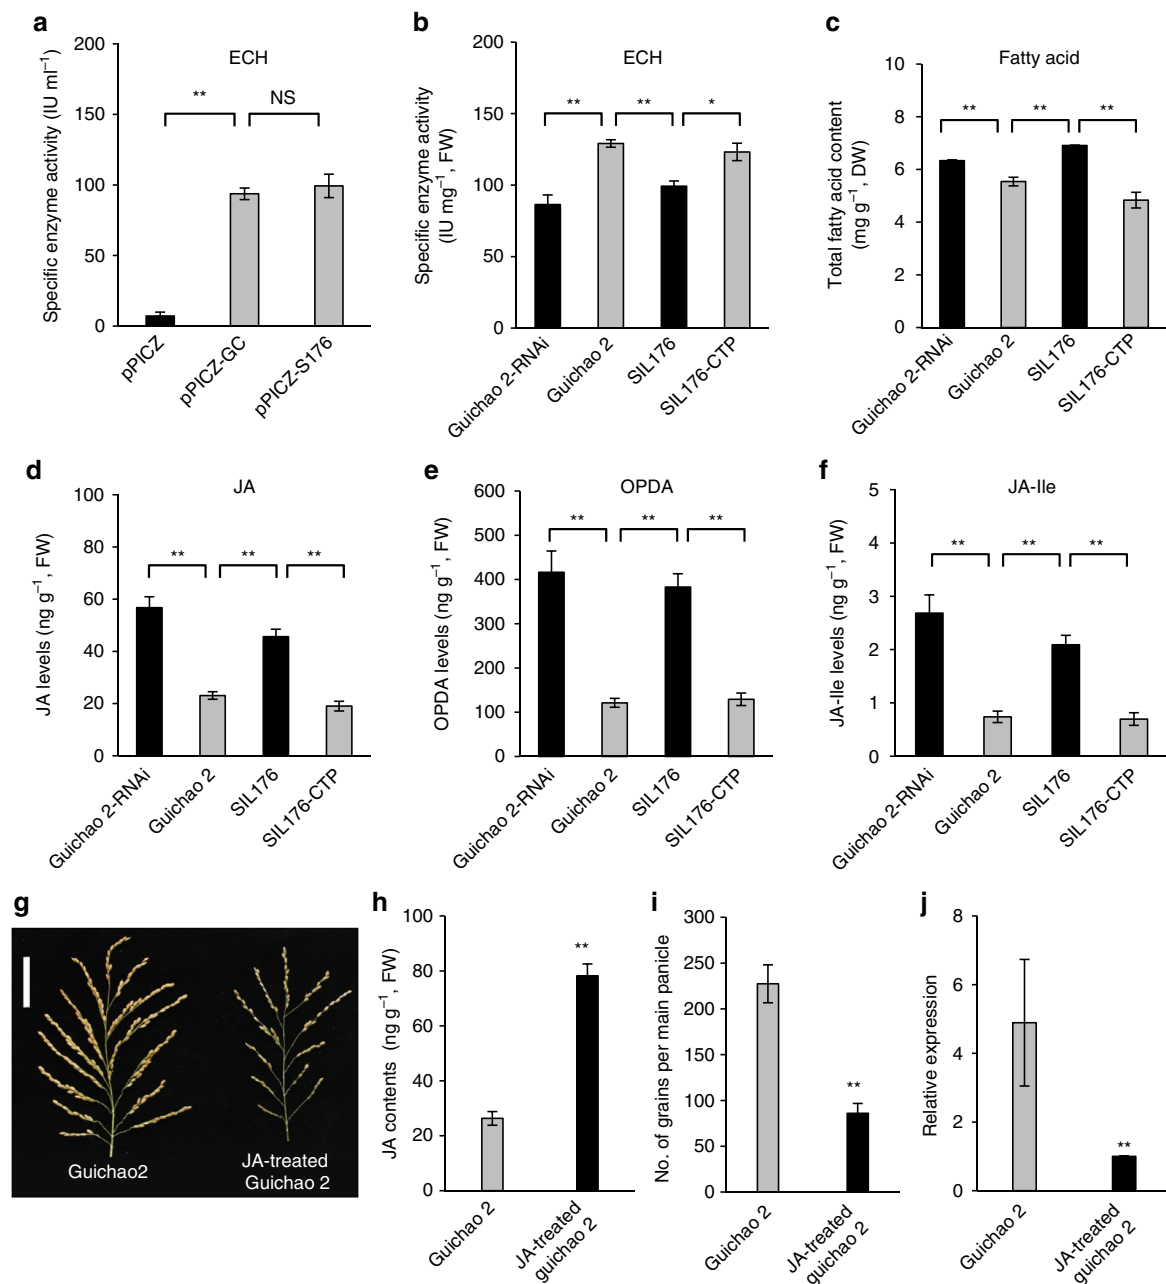 a
ECH
Specific enzyme activity (IU ml⁻¹)
200
150
100
50
0
**
NS
pPICZ
pPICZ-GC
pPICZ-S176
b
ECH
Specific enzyme activity
(IU mg⁻¹, FW)
200
150
100
50
0
**
**
*
Guichao 2-RNAi
Guichao 2
SIL176
SIL176-CTP
c
Fatty acid
Total fatty acid content
(mg g⁻¹, DW)
10
8
6
4
2
0
**
**
**
Guichao 2-RNAi
Guichao 2
SIL176
SIL176-CTP
d
JA
JA levels (ng g⁻¹, FW)
100
80
60
40
20
0
**
**
**
Guichao 2-RNAi
Guichao 2
SIL176
SIL176-CTP
e
OPDA
OPDA levels (ng g⁻¹, FW)
600
500
400
300
200
100
0
**
**
**
Guichao 2-RNAi
Guichao 2
SIL176
SIL176-CTP
f
JA-Ile
JA-Ile levels (ng g⁻¹, FW)
5
4
3
2
1
0
**
**
**
Guichao 2-RNAi
Guichao 2
SIL176
SIL176-CTP
g
Guichao2
JA-treated
Guichao 2
h
JA contents (ng g⁻¹, FW)
100
80
60
40
20
0
**
Guichao 2
JA-treated
guichao 2
i
No. of grains per main panicle
300
250
200
150
100
50
0
**
Guichao 2
JA-treated
guichao 2
j
Relative expression
8
6
4
2
0
**
Guichao 2
JA-treated
guichao 2